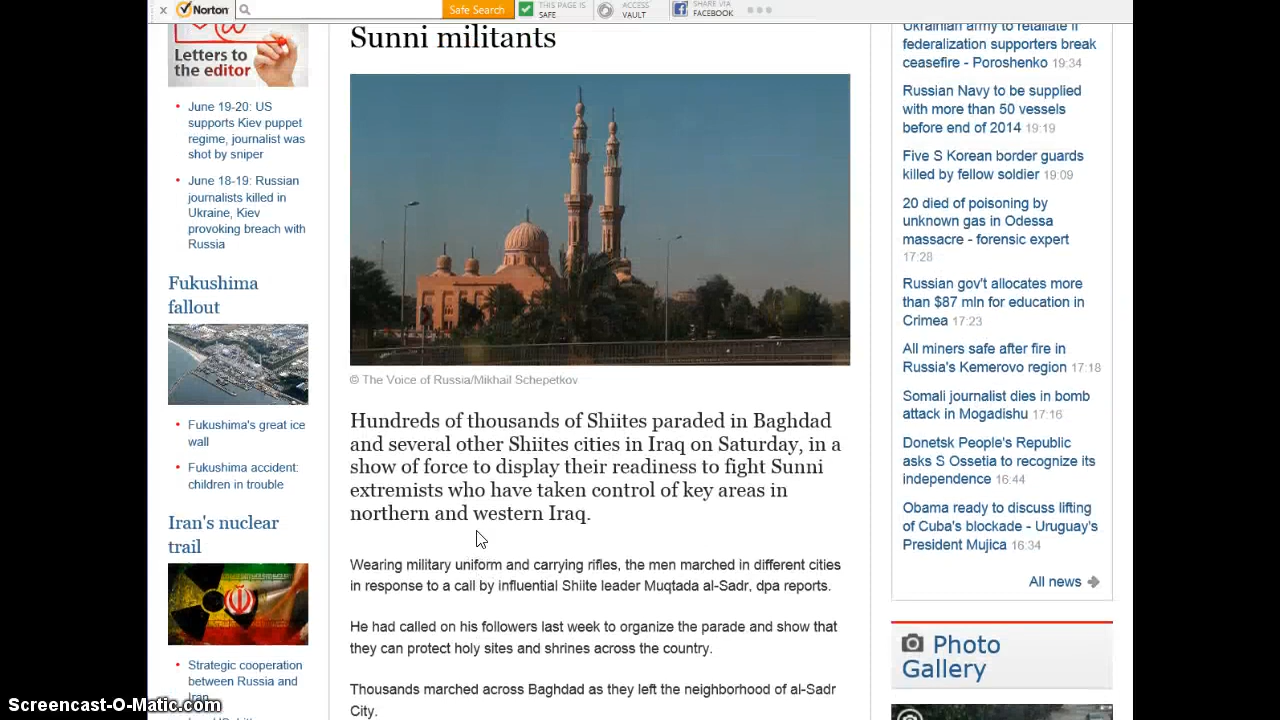 Norton
Safe Search
THIS PAGE IS
SAFE
ACCESS
VAULT
SHARE VIA
FACEBOOK
Letters to
the editor
June 19-20: US
supports Kiev puppet
regime, journalist was
shot by sniper
June 18-19: Russian
journalists killed in
Ukraine, Kiev
provoking breach with
Russia
Fukushima
fallout
Fukushima's great ice
wall
Fukushima accident:
children in trouble
Iran's nuclear
trail
Strategic cooperation
between Russia and
Iran
Sunni militants
© The Voice of Russia/Mikhail Schepetkov
Hundreds of thousands of Shiites paraded in Baghdad
and several other Shiites cities in Iraq on Saturday, in a
show of force to display their readiness to fight Sunni
extremists who have taken control of key areas in
northern and western Iraq.
Wearing military uniform and carrying rifles, the men marched in different cities
in response to a call by influential Shiite leader Muqtada al-Sadr, dpa reports.
He had called on his followers last week to organize the parade and show that
they can protect holy sites and shrines across the country.
Thousands marched across Baghdad as they left the neighborhood of al-Sadr
City.
Ukrainian army to retaliate if
federalization supporters break
ceasefire - Poroshenko 19:34
Russian Navy to be supplied
with more than 50 vessels
before end of 2014 19:19
Five S Korean border guards
killed by fellow soldier 19:09
20 died of poisoning by
unknown gas in Odessa
massacre - forensic expert
17:28
Russian gov't allocates more
than $87 mln for education in
Crimea 17:23
All miners safe after fire in
Russia's Kemerovo region 17:18
Somali journalist dies in bomb
attack in Mogadishu 17:16
Donetsk People's Republic
asks S Ossetia to recognize its
independence 16:44
Obama ready to discuss lifting
of Cuba's blockade - Uruguay's
President Mujica 16:34
All news
Photo
Gallery
Screencast-O-Matic.com